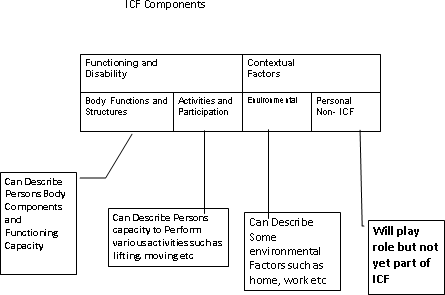 ICF Components
Functioning and
Disability
Contextual
Factors
Body Functions and
Structures
Activities and
Participation
Environmental
Personal
Non- ICF
Can Describe
Persons Body
Components
and
Functioning
Capacity
Can Describe Persons
capacity to Perform
various activities such as
lifting, moving etc
Can Describe
Some
environmental
Factors such as
home, work etc
Will play
role but not
yet part of
ICF